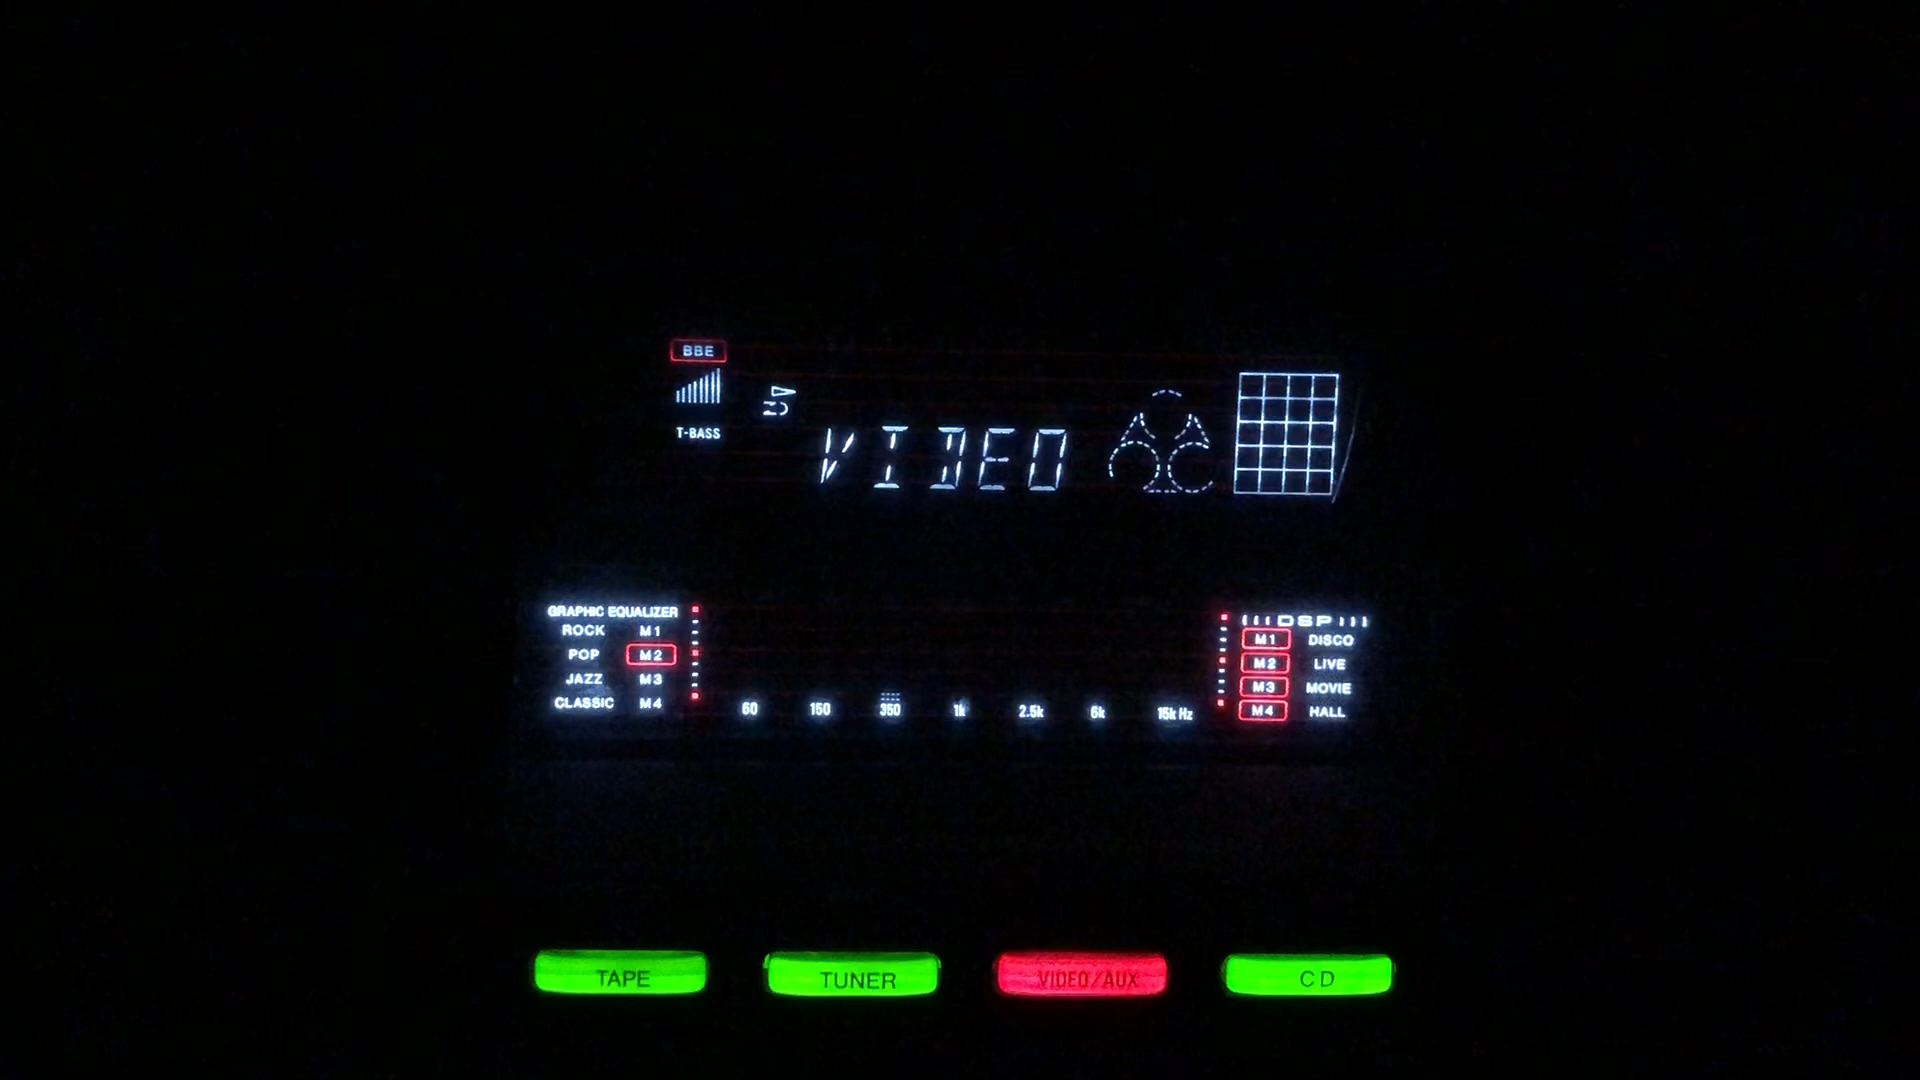 BBE
T-BASS
VIDEO
GRAPHIC EQUALIZER
ROCK M1
POP M2
JAZZ M3
CLASSIC M4
60 150 350 1k 2.5k 6k 15k Hz
DSP
M1 DISCO
M2 LIVE
M3 MOVIE
M4 HALL
TAPE TUNER VIDEO/AUX CD